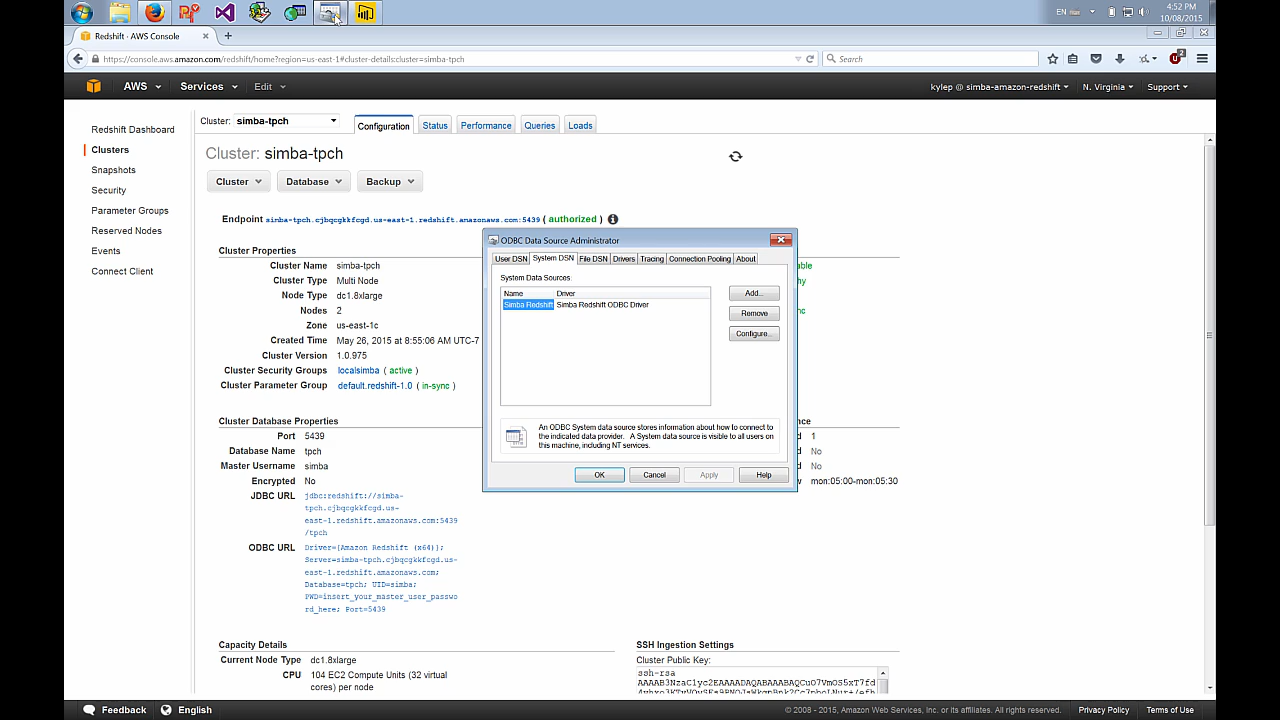 EN
4:52 PM
10/08/2015
Redshift · AWS Console
https://console.aws.amazon.com/redshift/home?region=us-east-1#cluster-details:cluster=simba-tpch
Search
2
AWS
Services
Edit
kylep @ simba-amazon-redshift
N. Virginia
Support
Redshift Dashboard
Clusters
Snapshots
Security
Parameter Groups
Reserved Nodes
Events
Connect Client
Cluster: simba-tpch
Configuration
Status
Performance
Queries
Loads
Cluster: simba-tpch
Cluster
Database
Backup
Endpoint simba-tpch.cjbqcgkkfcgd.us-east-1.redshift.amazonaws.com:5439 ( authorized )
Cluster Properties
Cluster Name simba-tpch
Cluster Type Multi Node
Node Type dc1.8xlarge
Nodes 2
Zone us-east-1c
Created Time May 26, 2015 at 8:55:06 AM UTC-7
Cluster Version 1.0.975
Cluster Security Groups localsimba ( active )
Cluster Parameter Group default.redshift-1.0 ( in-sync )
Cluster Database Properties
Port 5439
Database Name tpch
Master Username simba
Encrypted No
JDBC URL jdbc:redshift://simba-
tpch.cjbqcgkkfcgd.us-
east-1.redshift.amazonaws.com:5439
/tpch
ODBC URL Driver={Amazon Redshift (x64)};
Server=simba-tpch.cjbqcgkkfcgd.us-
east-1.redshift.amazonaws.com;
Database=tpch; UID=simba;
PWD=insert_your_master_user_passwo
rd_here; Port=5439
1
No
No
mon:05:00-mon:05:30
Capacity Details
Current Node Type dc1.8xlarge
CPU 104 EC2 Compute Units (32 virtual
cores) per node
SSH Ingestion Settings
Cluster Public Key:
ssh-rsa
ODBC Data Source Administrator
User DSN
System DSN
File DSN
Drivers
Tracing
Connection Pooling
About
System Data Sources:
Name Driver
Simba Redshift Simba Redshift ODBC Driver
Add...
Remove
Configure...
An ODBC System data source stores information about how to connect to
the indicated data provider. A System data source is visible to all users on
this machine, including NT services.
OK
Cancel
Apply
Help
Feedback
English
© 2008 - 2015, Amazon Web Services, Inc. or its affiliates. All rights reserved.
Privacy Policy
Terms of Use